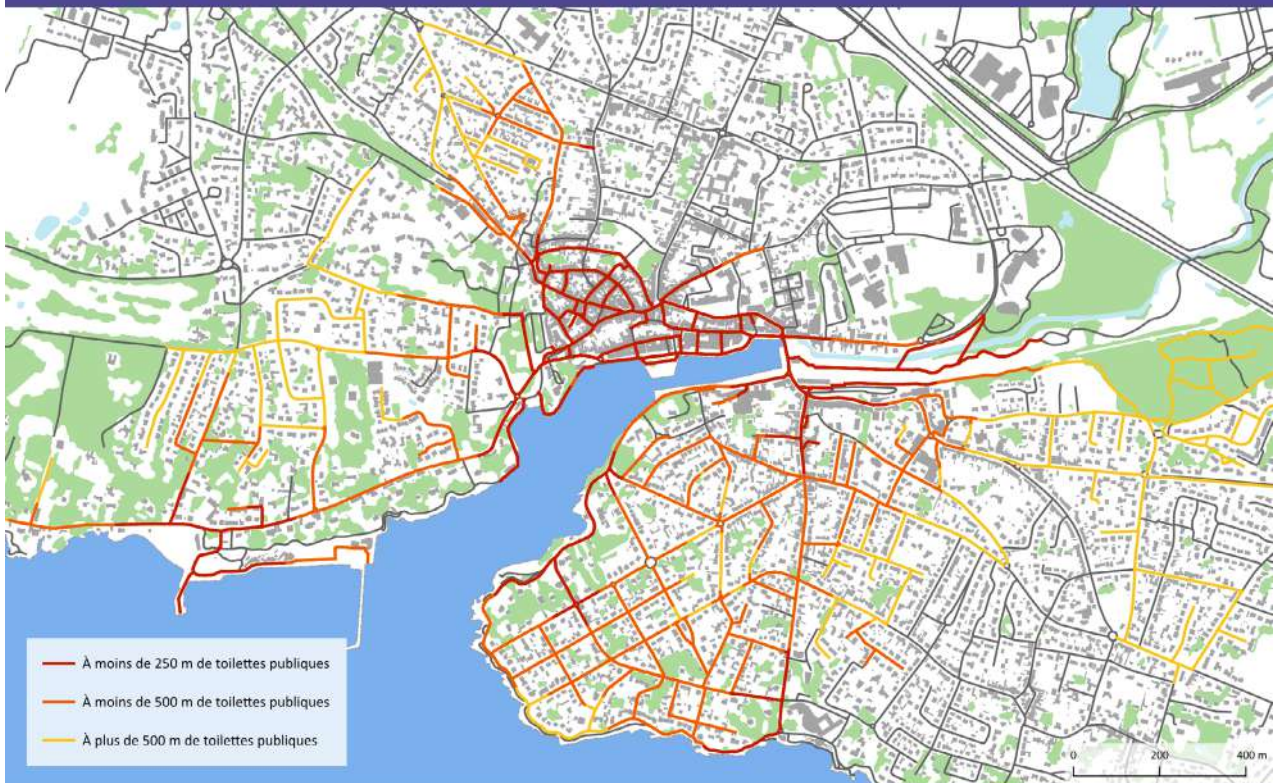 À moins de 250 m de toilettes publiques
À moins de 500 m de toilettes publiques
À plus de 500 m de toilettes publiques
0 200 400 m